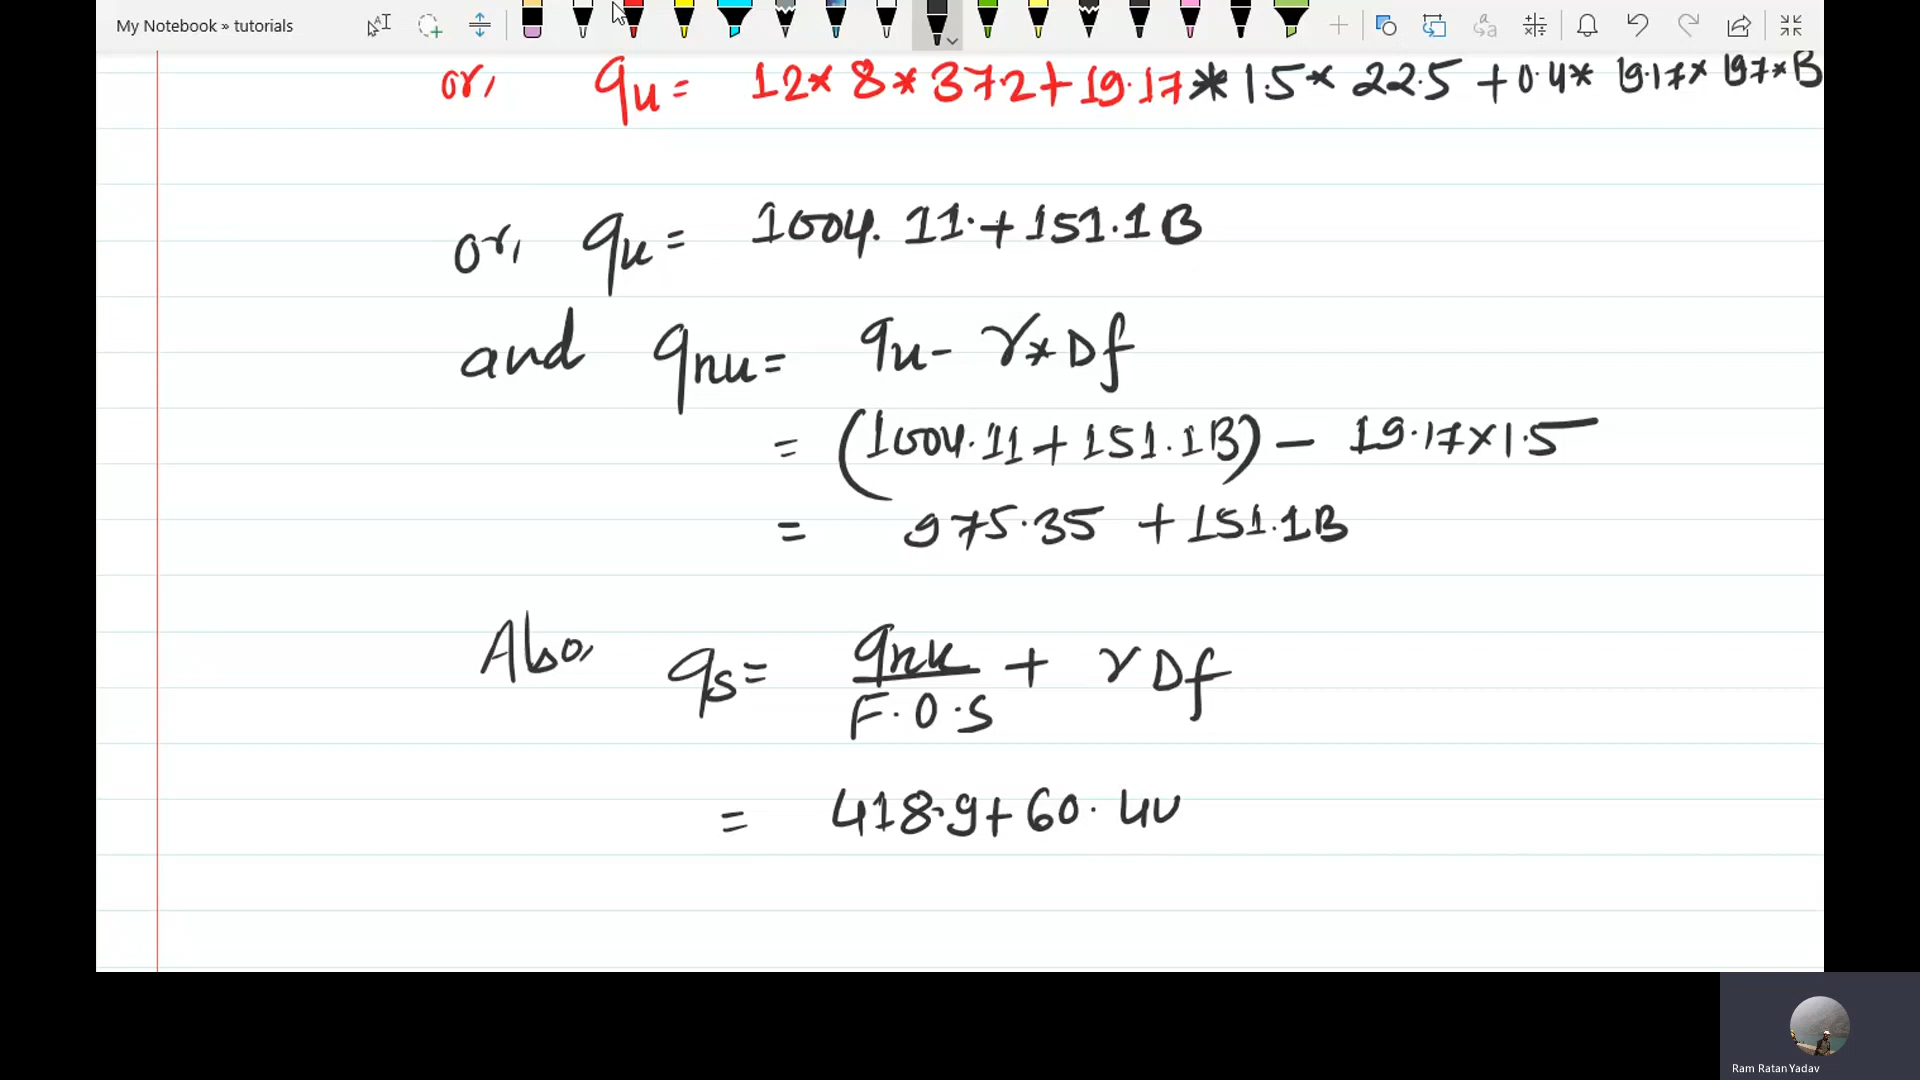 My Notebook » tutorials
or, qu = 12* 8 * 37.2 + 19.17 * 1.5 * 22.5 + 0.4* 19.17* 19.7*B
or, qu = 1004.11 + 151.1B
and qnu = qu - γ*Df
= (1004.11 + 151.1B) - 19.17×1.5
= 975.35 + 151.1B
Also, qs = qnu/F.O.S + γDf
= 418.9 + 60.4
Ram Ratan Yadav